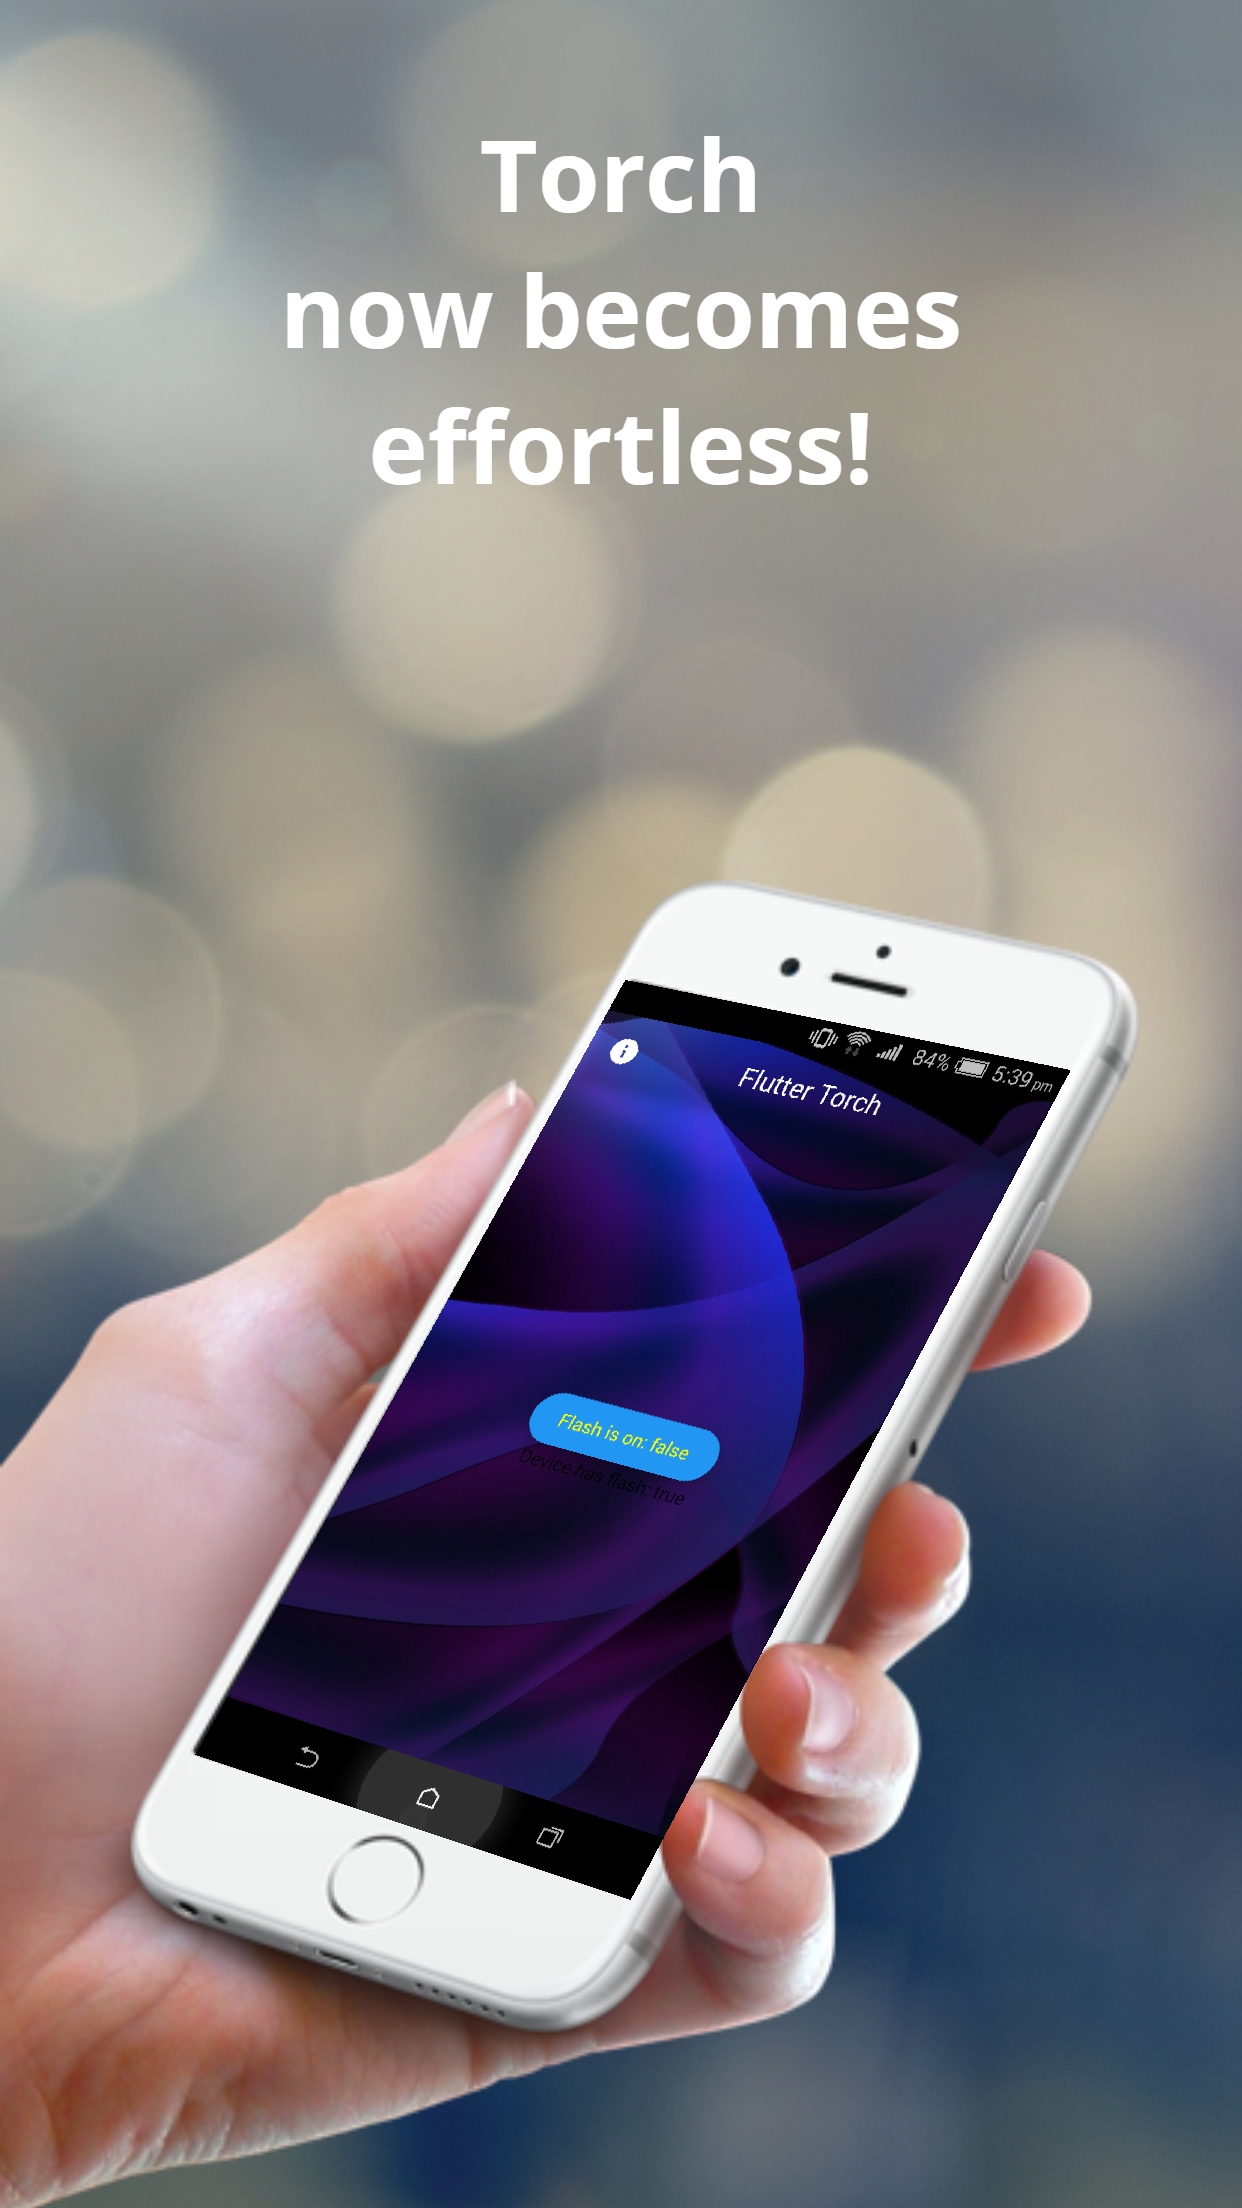 Torch
now becomes
effortless!
84% 5:39 pm
Flutter Torch
Flash is on: false
Device has flash: true